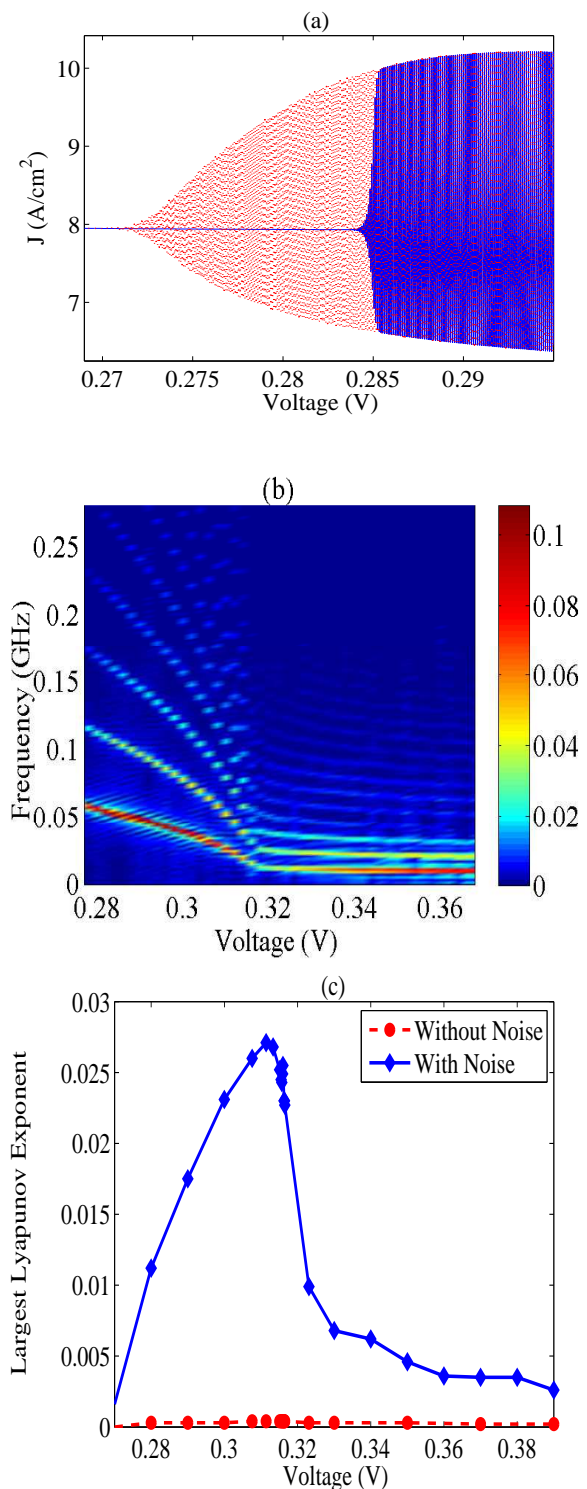 (a)
J (A/cm²)
10
9
8
7
0.27 0.275 0.28 0.285 0.29
Voltage (V)
(b)
Frequency (GHz)
0.25
0.2
0.15
0.1
0.05
0
0.28 0.3 0.32 0.34 0.36
Voltage (V)
0.1
0.08
0.06
0.04
0.02
0
(c)
Largest Lyapunov Exponent
0.03
0.025
0.02
0.015
0.01
0.005
0
0.28 0.3 0.32 0.34 0.36 0.38
Voltage (V)
Without Noise
With Noise